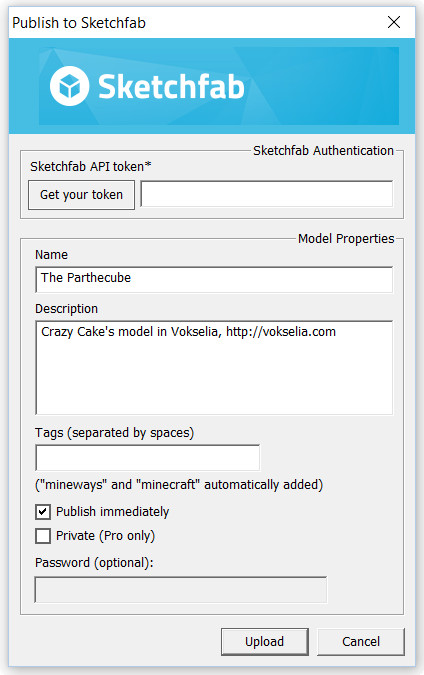 Publish to Sketchfab
Sketchfab
Sketchfab Authentication
Sketchfab API token*
Get your token
Model Properties
Name
The Parthecube
Description
Crazy Cake's model in Vokselia, http://vokselia.com
Tags (separated by spaces)
("mineways" and "minecraft" automatically added)
Publish immediately
Private (Pro only)
Password (optional):
Upload Cancel